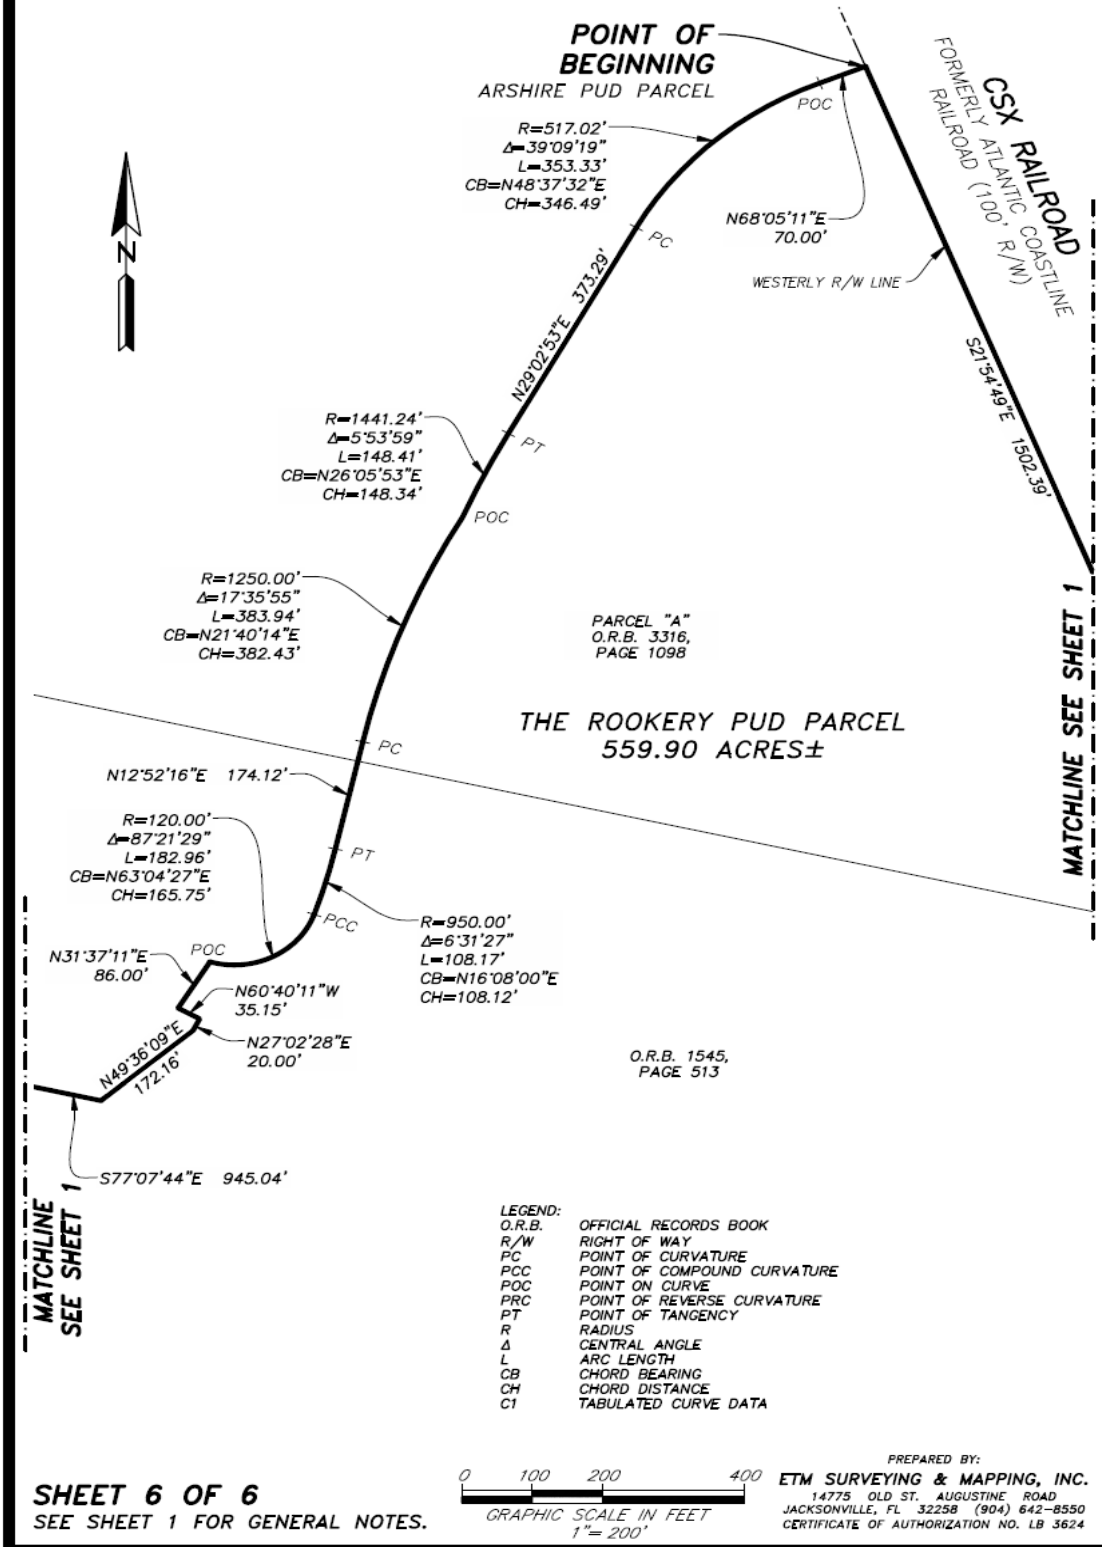 POINT OF
BEGINNING
ARSHIRE PUD PARCEL
POC
CSX RAILROAD
FORMERLY ATLANTIC COASTLINE
RAILROAD (100' R/W)
R=517.02'
Δ=39°09'19"
L=353.33'
CB=N48°37'32"E
CH=346.49'
N68°05'11"E
70.00'
PC
WESTERLY R/W LINE
N
N29°02'53"E 373.29'
S21°54'49"E 1502.39'
R=1441.24'
Δ=5°53'59"
L=148.41'
CB=N26°05'53"E
CH=148.34'
PT
POC
R=1250.00'
Δ=17°35'55"
L=383.94'
CB=N21°40'14"E
CH=382.43'
PARCEL "A"
O.R.B. 3316,
PAGE 1098
MATCHLINE SEE SHEET 1
THE ROOKERY PUD PARCEL
559.90 ACRES±
PC
N12°52'16"E 174.12'
R=120.00'
Δ=87°21'29"
L=182.96'
CB=N63°04'27"E
CH=165.75'
PT
PCC
R=950.00'
Δ=6°31'27"
L=108.17'
CB=N16°08'00"E
CH=108.12'
POC
N31°37'11"E
86.00'
N60°40'11"W
35.15'
N27°02'28"E
20.00'
N49°36'09"E
172.16'
O.R.B. 1545,
PAGE 513
S77°07'44"E 945.04'
MATCHLINE
SEE SHEET 1
LEGEND:
O.R.B. OFFICIAL RECORDS BOOK
R/W RIGHT OF WAY
PC POINT OF CURVATURE
PCC POINT OF COMPOUND CURVATURE
POC POINT ON CURVE
PRC POINT OF REVERSE CURVATURE
PT POINT OF TANGENCY
R RADIUS
Δ CENTRAL ANGLE
L ARC LENGTH
CB CHORD BEARING
CH CHORD DISTANCE
C1 TABULATED CURVE DATA
SHEET 6 OF 6
SEE SHEET 1 FOR GENERAL NOTES.
0 100 200 400
GRAPHIC SCALE IN FEET
1"= 200'
PREPARED BY:
ETM SURVEYING & MAPPING, INC.
14775 OLD ST. AUGUSTINE ROAD
JACKSONVILLE, FL 32258 (904) 642-8550
CERTIFICATE OF AUTHORIZATION NO. LB 3624